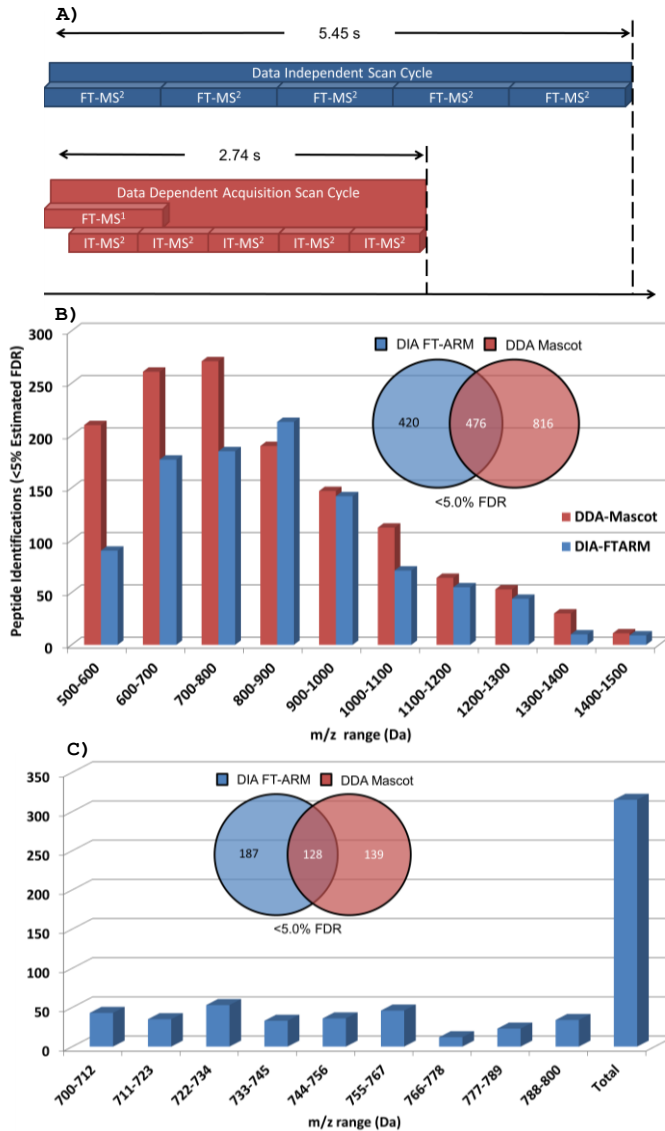 A)
5.45 s
Data Independent Scan Cycle
FT-MS² FT-MS² FT-MS² FT-MS² FT-MS²
2.74 s
Data Dependent Acquisition Scan Cycle
FT-MS¹
IT-MS² IT-MS² IT-MS² IT-MS² IT-MS²
B)
Peptide Identifications (<5% Estimated FDR)
300
250
200
150
100
50
0
DIA FT-ARM DDA Mascot
420 476 816
<5.0% FDR
DDA-Mascot
DIA-FTARM
500-600 600-700 700-800 800-900 900-1000 1000-1100 1100-1200 1200-1300 1300-1400 1400-1500
m/z range (Da)
C)
350
300
250
200
150
100
50
0
DIA FT-ARM DDA Mascot
187 128 139
<5.0% FDR
700-712 711-723 722-734 733-745 744-756 755-767 766-778 777-789 788-800 Total
m/z range (Da)